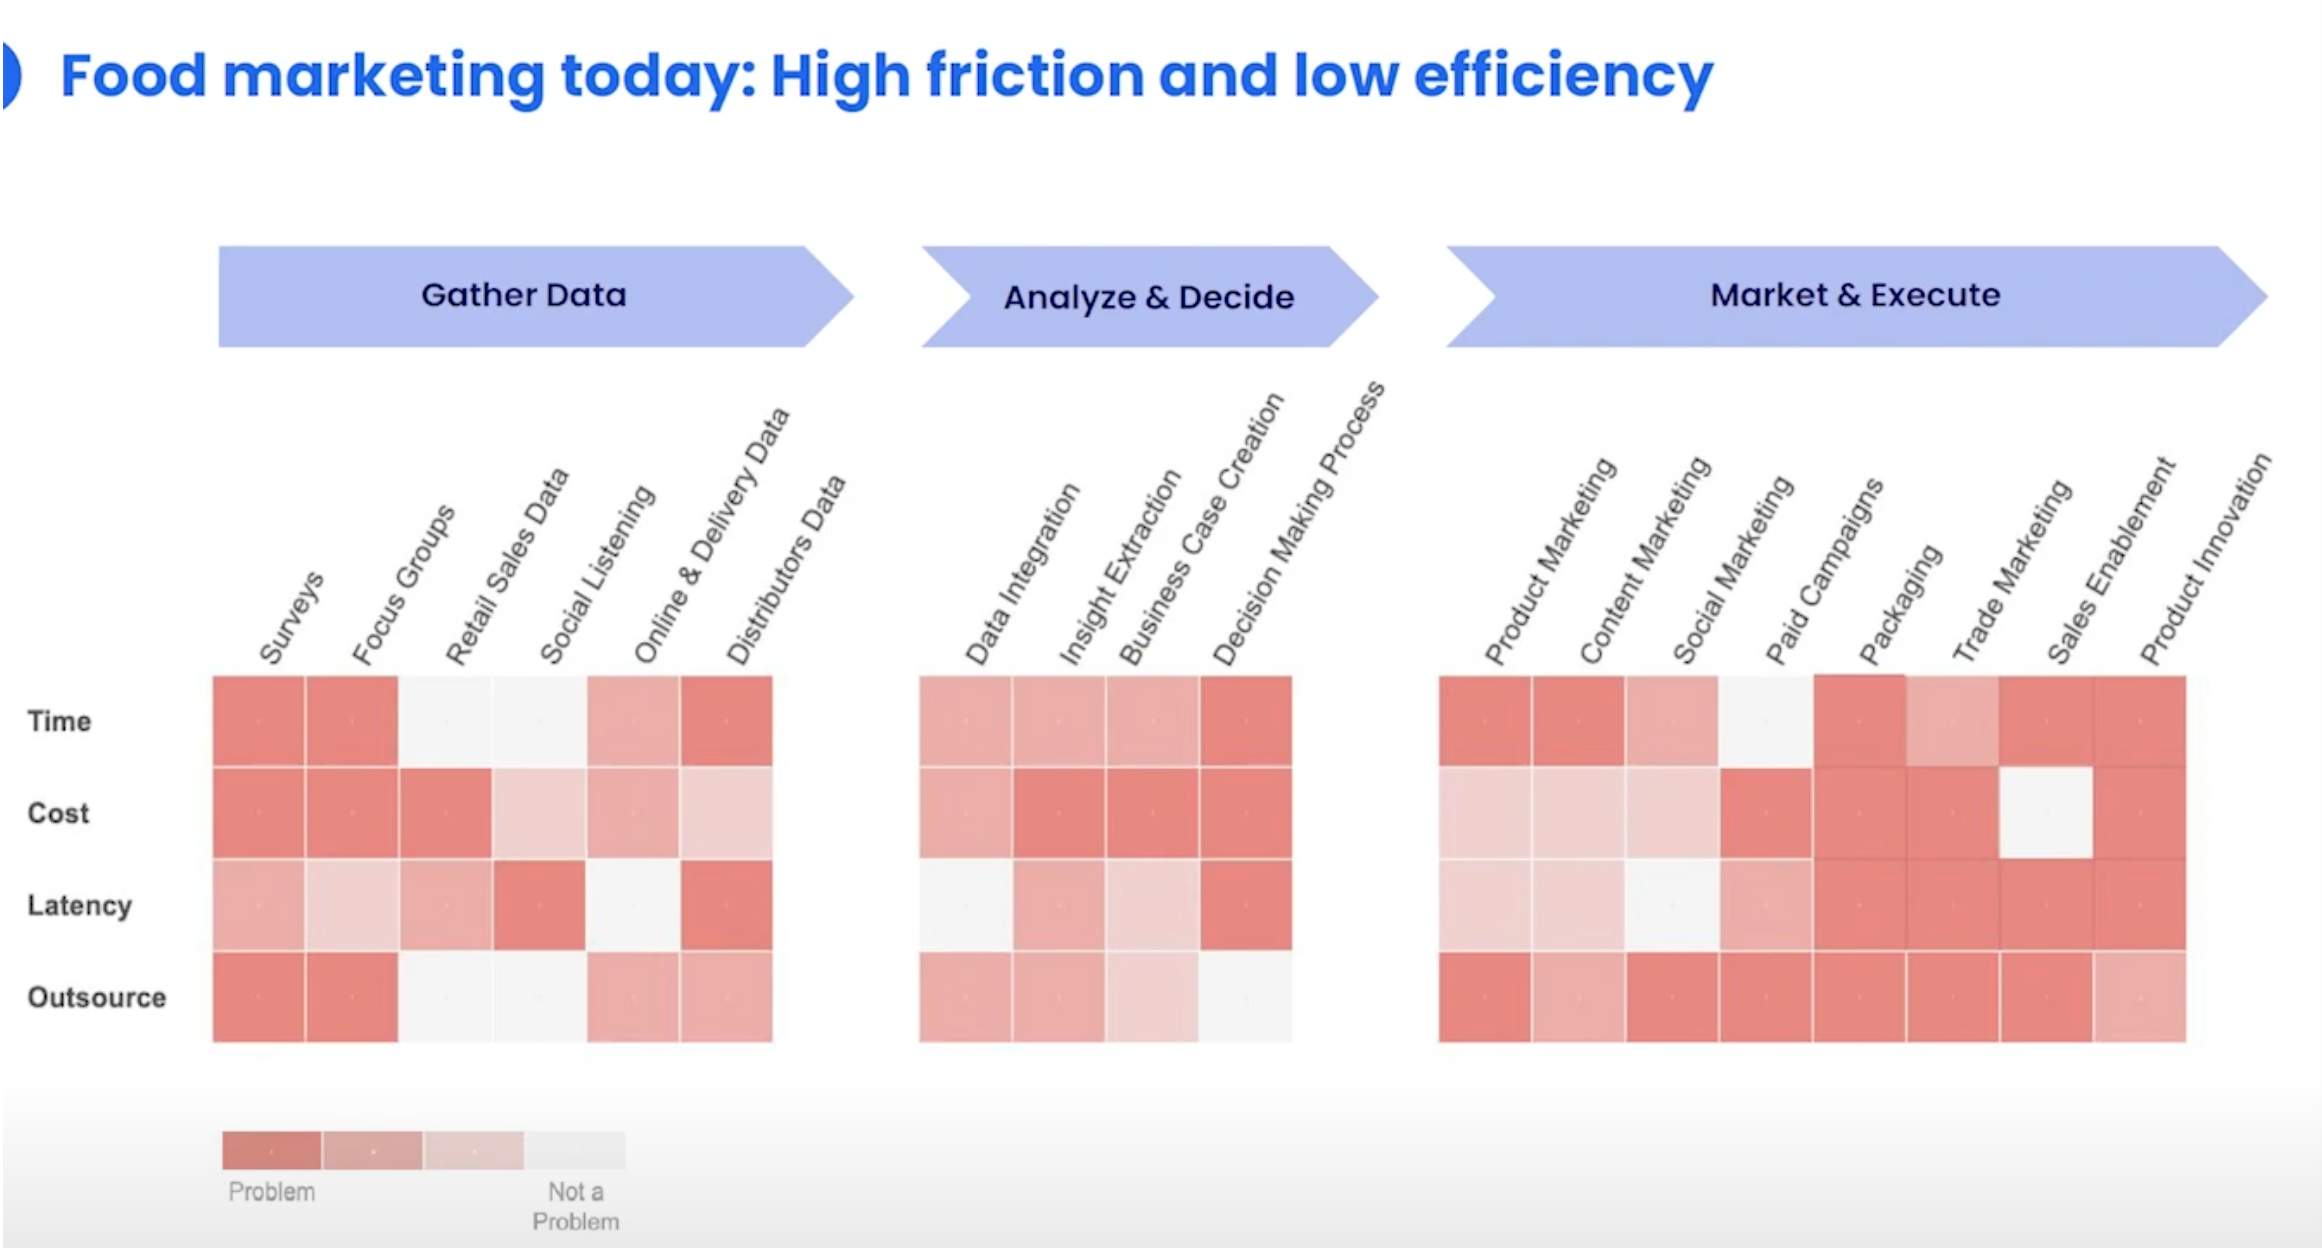 Food marketing today: High friction and low efficiency
Gather Data
Analyze & Decide
Market & Execute
Surveys
Focus Groups
Retail Sales Data
Social Listening
Online & Delivery Data
Distributors Data
Data Integration
Insight Extraction
Business Case Creation
Decision Making Process
Product Marketing
Content Marketing
Social Marketing
Paid Campaigns
Packaging
Trade Marketing
Sales Enablement
Product Innovation
Time
Cost
Latency
Outsource
Problem
Not a
Problem